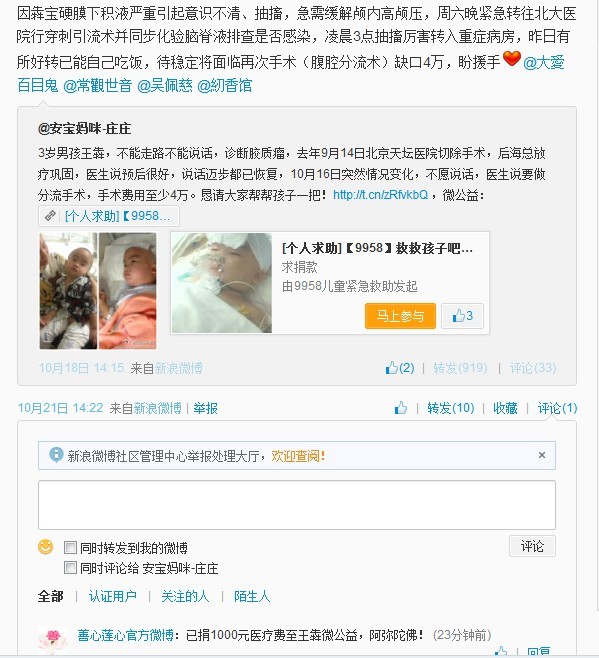 因犇宝硬膜下积液严重引起意识不清、抽搐，急需缓解颅内高颅压，周六晚紧急转往北大医
院行穿刺引流术并同步化验脑脊液排查是否感染，凌晨3点抽搐厉害转入重症病房，昨日有
所好转已能自己吃饭，待稳定将面临再次手术（腹腔分流术）缺口4万，盼援手❤@大愛
百目鬼 @常觀世音 @吴佩慈 @紉香馆
@安宝妈咪-庄庄
3岁男孩王犇，不能走路不能说话，诊断胶质瘤，去年9月14日北京天坛医院切除手术，后海总放
疗巩固，医生说预后很好，说话迈步都已恢复，10月16日突然情况变化，不愿说话，医生说要做
分流手术，手术费用至少4万。恳请大家帮帮孩子一把！http://t.cn/zRfvkbQ ，微公益：
[个人求助]【9958...
[个人求助]【9958】救救孩子吧...
求捐款
由9958儿童紧急救助发起
马上参与 3
10月18日 14:15 来自新浪微博 (2) | 转发(919) | 评论(33)
10月21日 14:22 来自新浪微博 | 举报 | 转发(10) | 收藏 | 评论(1)
新浪微博社区管理中心举报处理大厅，欢迎查阅！ ×
同时转发到我的微博 评论
同时评论给 安宝妈咪-庄庄
全部 | 认证用户 | 关注的人 | 陌生人
善心莲心官方微博：已捐1000元医疗费至王犇微公益，阿弥陀佛！ (23分钟前)
| 回复